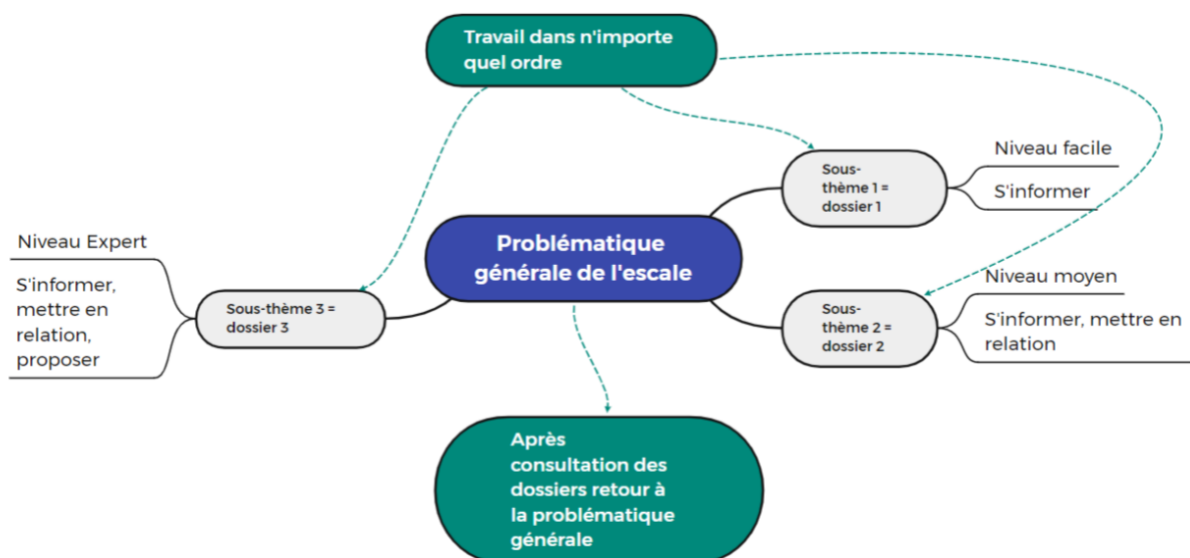 Travail dans n'importe
quel ordre
Sous-
thème 1 =
dossier 1
Niveau facile
S'informer
Problématique
générale de l'escale
Niveau Expert
S'informer,
mettre en
relation,
proposer
Sous-thème 3 =
dossier 3
Sous-
thème 2 =
dossier 2
Niveau moyen
S'informer, mettre en
relation
Après
consultation des
dossiers retour à
la problématique
générale